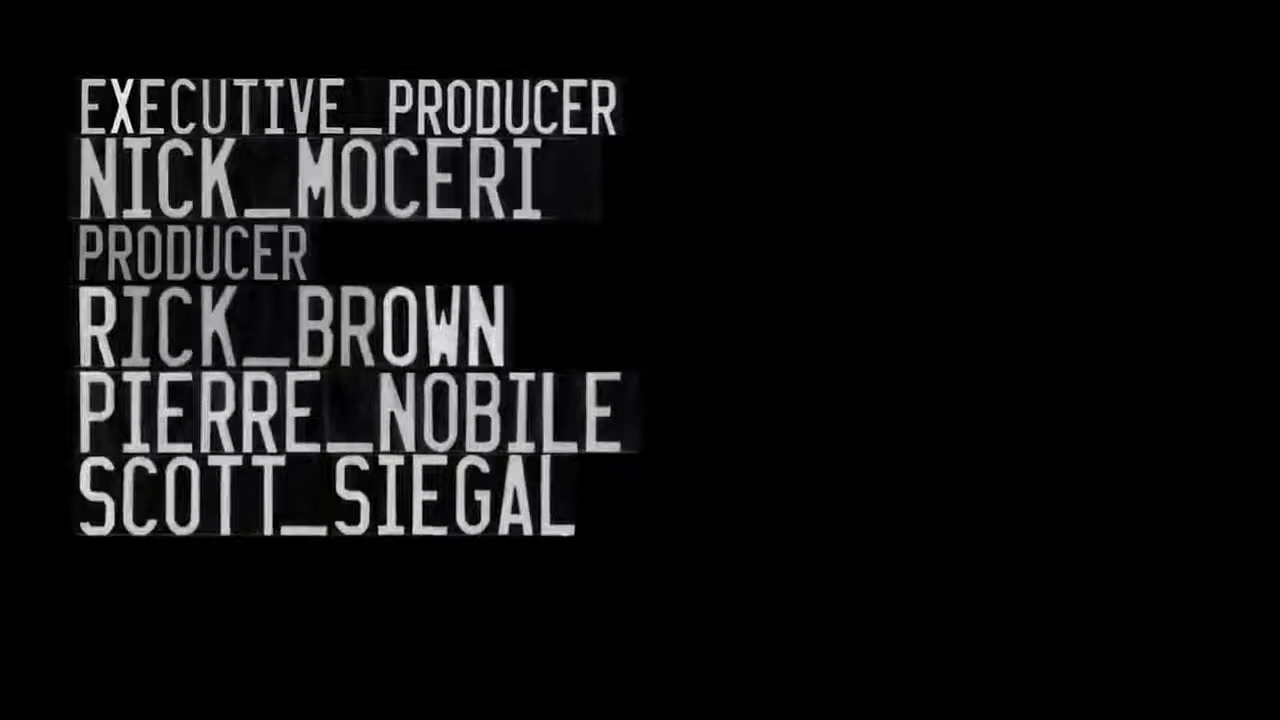 EXECUTIVE_PRODUCER
NICK_MOCERI
PRODUCER
RICK_BROWN
PIERRE_NOBILE
SCOTT_SIEGAL